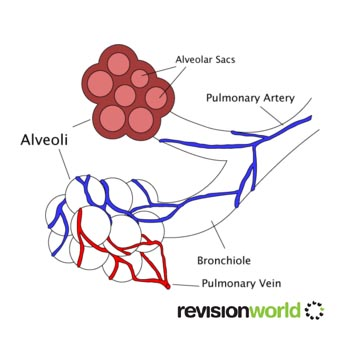 Alveolar Sacs
Pulmonary Artery
Alveoli
Bronchiole
Pulmonary Vein
revisionworld